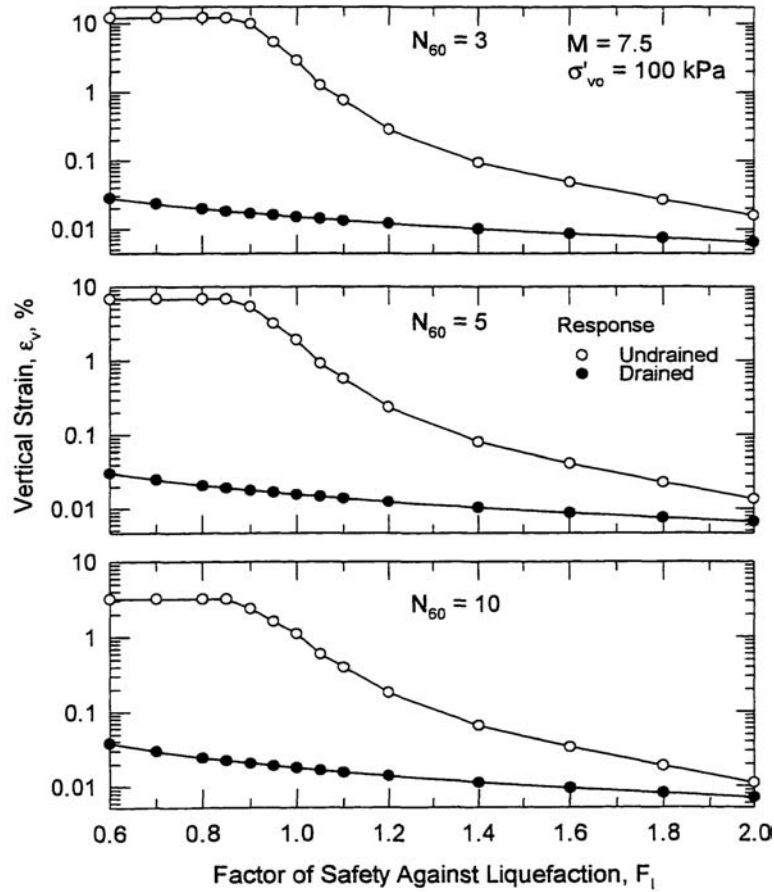 10
1
0.1
0.01
N60 = 3
M = 7.5
σ'vo = 100 kPa
10
1
0.1
0.01
N60 = 5
Response
Undrained
Drained
Vertical Strain, εv, %
10
1
0.1
0.01
N60 = 10
0.6 0.8 1.0 1.2 1.4 1.6 1.8 2.0
Factor of Safety Against Liquefaction, Fl